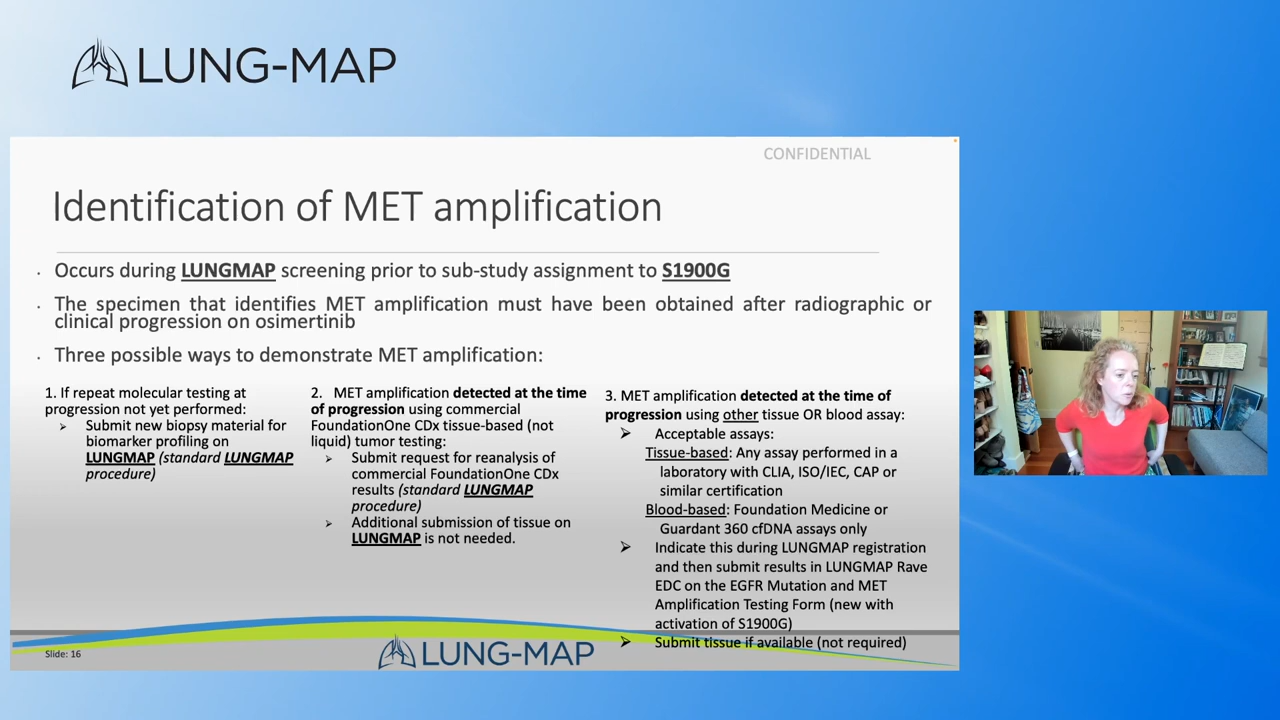 LUNG-MAP
CONFIDENTIAL
Identification of MET amplification
· Occurs during LUNGMAP screening prior to sub-study assignment to S1900G
· The specimen that identifies MET amplification must have been obtained after radiographic or
clinical progression on osimertinib
· Three possible ways to demonstrate MET amplification:
1. If repeat molecular testing at
progression not yet performed:
➢ Submit new biopsy material for
biomarker profiling on
LUNGMAP (standard LUNGMAP
procedure)
2. MET amplification detected at the time
of progression using commercial
FoundationOne CDx tissue-based (not
liquid) tumor testing:
➢ Submit request for reanalysis of
commercial FoundationOne CDx
results (standard LUNGMAP
procedure)
➢ Additional submission of tissue on
LUNGMAP is not needed.
3. MET amplification detected at the time of
progression using other tissue OR blood assay:
➢ Acceptable assays:
Tissue-based: Any assay performed in a
laboratory with CLIA, ISO/IEC, CAP or
similar certification
Blood-based: Foundation Medicine or
Guardant 360 cfDNA assays only
➢ Indicate this during LUNGMAP registration
and then submit results in LUNGMAP Rave
EDC on the EGFR Mutation and MET
Amplification Testing Form (new with
activation of S1900G)
➢ Submit tissue if available (not required)
Slide: 16
LUNG-MAP